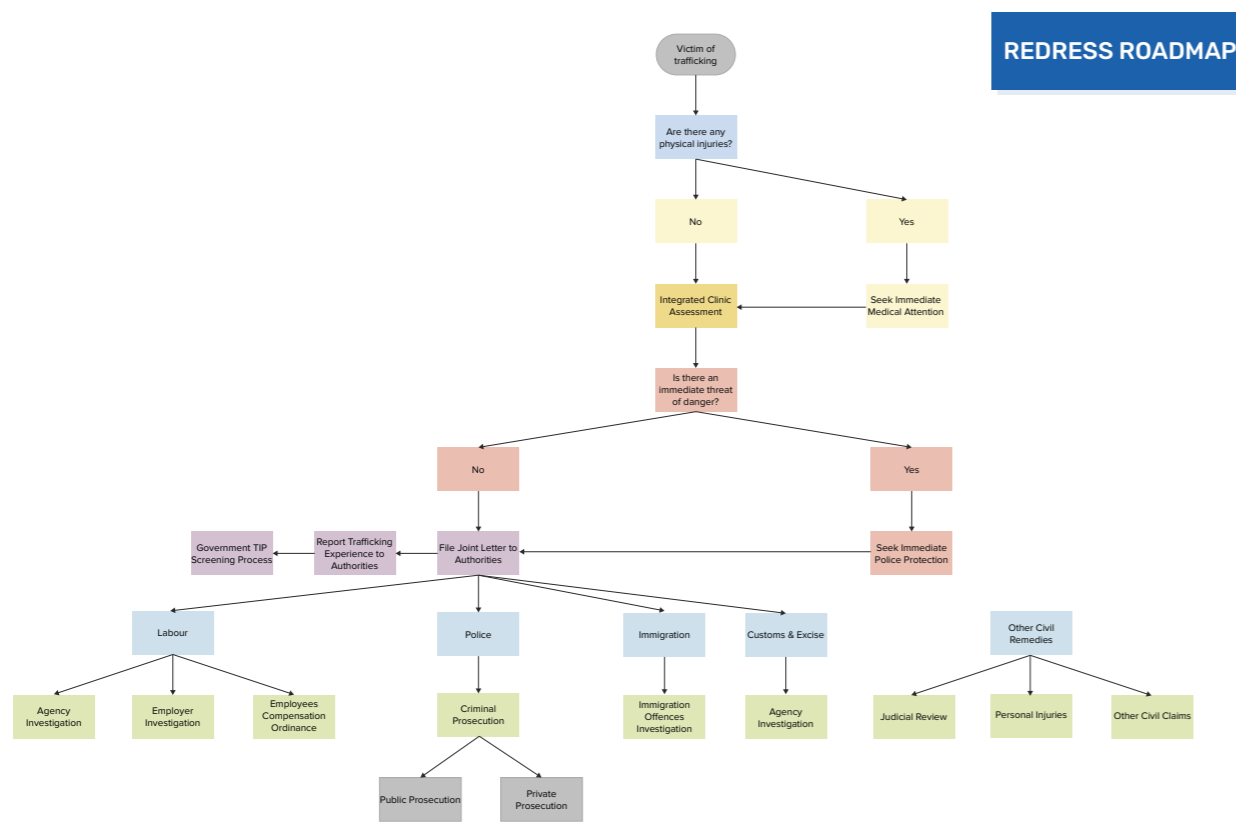 REDRESS ROADMAP
Victim of
trafficking
Are there any
physical injuries?
No
Yes
Integrated Clinic
Assessment
Seek Immediate
Medical Attention
Is there an
immediate threat
of danger?
No
Yes
Government TIP
Screening Process
Report Trafficking
Experience to
Authorities
File Joint Letter to
Authorities
Seek Immediate
Police Protection
Labour
Police
Immigration
Customs & Excise
Other Civil
Remedies
Agency
Investigation
Employer
Investigation
Employees
Compensation
Ordinance
Criminal
Prosecution
Immigration
Offences
Investigation
Agency
Investigation
Judicial Review
Personal Injuries
Other Civil Claims
Public Prosecution
Private
Prosecution